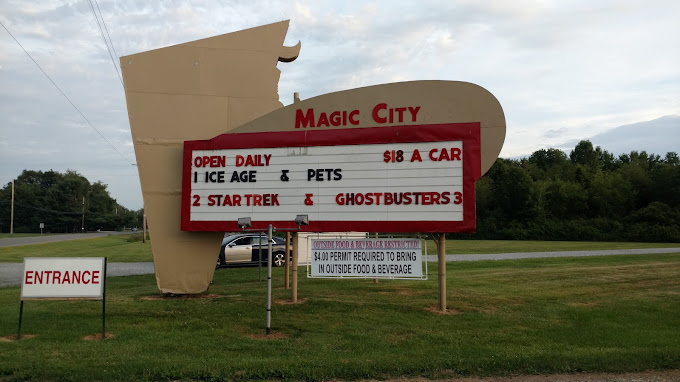 MAGIC CITY
OPEN DAILY $18 A CAR
1 ICE AGE & PETS
2 STAR TREK & GHOSTBUSTERS 3
OUTSIDE FOOD & BEVERAGE RESTRICTED!
$4.00 PERMIT REQUIRED TO BRING
IN OUTSIDE FOOD & BEVERAGE
ENTRANCE